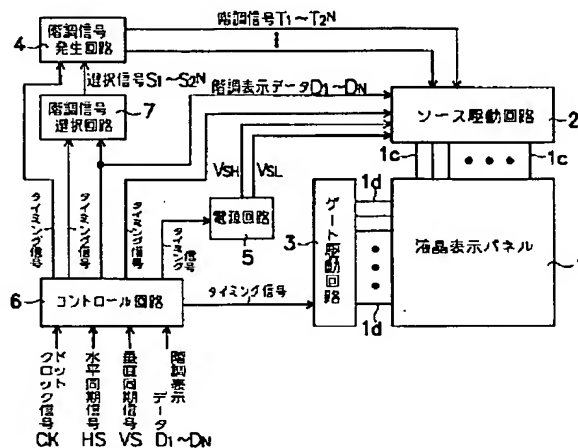 階調信号T1~T2N
4
階調信号
発生回路
選択信号S1~S2N
階調表示データD1~DN
階調信号
選択回路
7
ソース駆動回路
2
1c
1c
VSH
VSL
タイミング信号
タイミング信号
タイミング信号
タイミング
信号
電源回路
5
3
ゲート駆動回路
1d
1d
液晶表示パネル
1
6
コントロール回路
タイミング信号
ドット
クロック信号
CK
水平同期信号
HS
垂直同期信号
VS
階調表示
データ
D1~DN